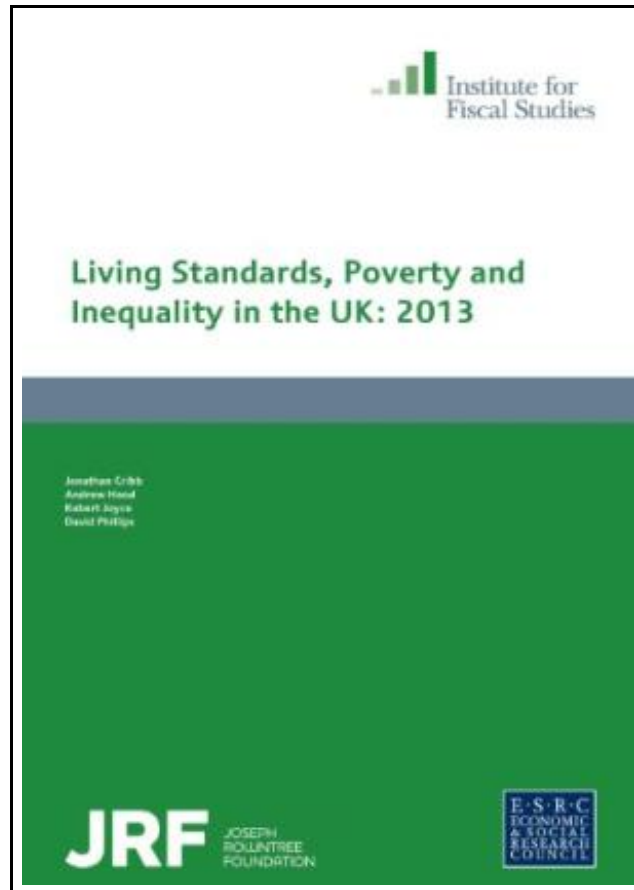 Institute for
Fiscal Studies
Living Standards, Poverty and
Inequality in the UK: 2013
Jonathan Cribb
Andrew Hood
Robert Joyce
David Phillips
JRF
JOSEPH
ROWNTREE
FOUNDATION
E·S·R·C
ECONOMIC
& SOCIAL
RESEARCH
COUNCIL